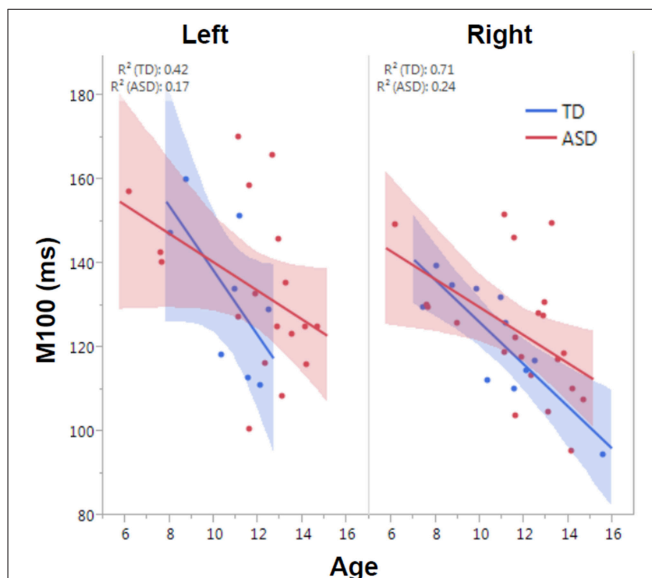 Left
Right
R² (TD): 0.42
R² (ASD): 0.17
R² (TD): 0.71
R² (ASD): 0.24
TD
ASD
M100 (ms)
180
160
140
120
100
80
6 8 10 12 14 16
6 8 10 12 14 16
Age